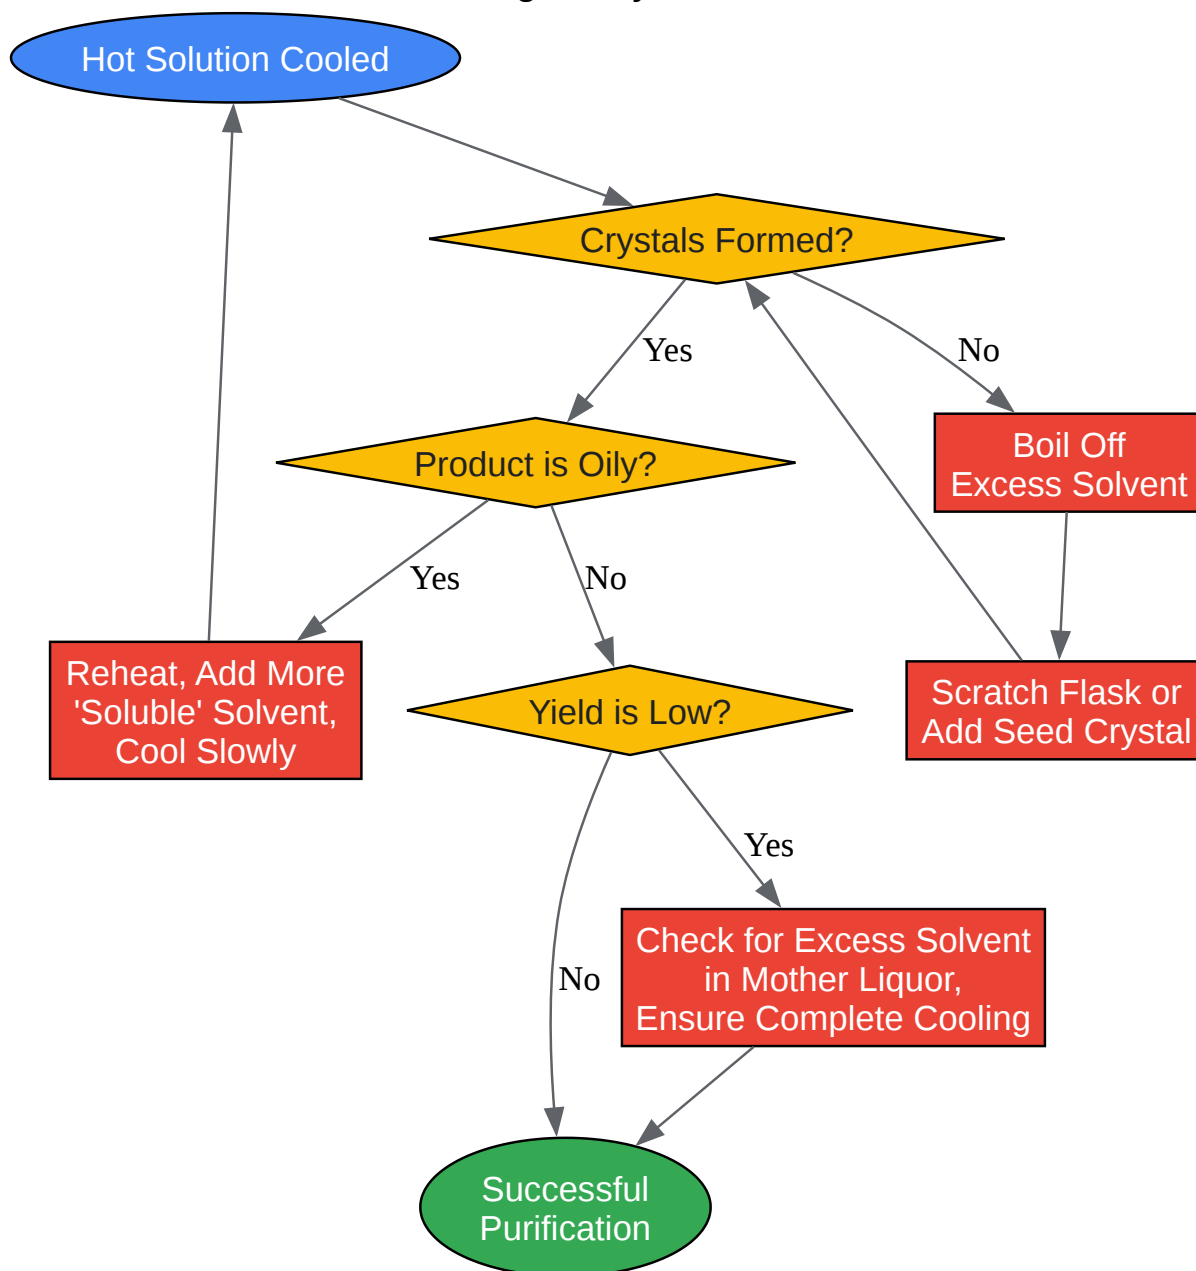 Hot Solution Cooled
Crystals Formed?
Yes
No
Product is Oily?
Boil Off
Excess Solvent
Yes
No
Reheat, Add More
'Soluble' Solvent,
Cool Slowly
Yield is Low?
Scratch Flask or
Add Seed Crystal
Yes
No
Check for Excess Solvent
in Mother Liquor,
Ensure Complete Cooling
Successful
Purification